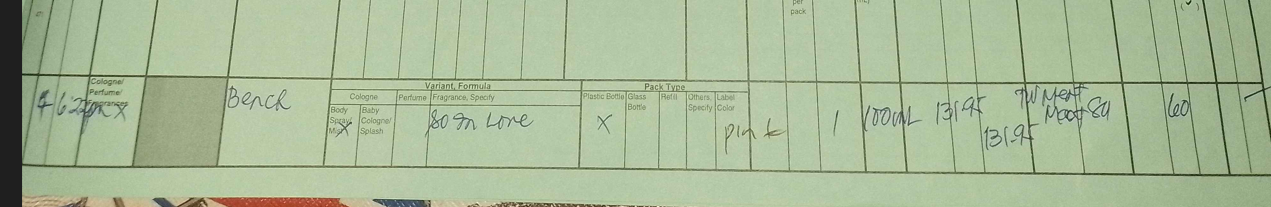 per
pack
(✓)
Cologne/
Perfume/
Fragrances X
Bench
Variant, Formula
Cologne Perfume Fragrance, Specify
Body Spray/ Mist X
Baby Cologne/ Splash
So In Love
Pack Type
Plastic Bottle Glass Bottle Refill Others, Specify Label Color
X
pink
1
100mL
131.95
131.95
60